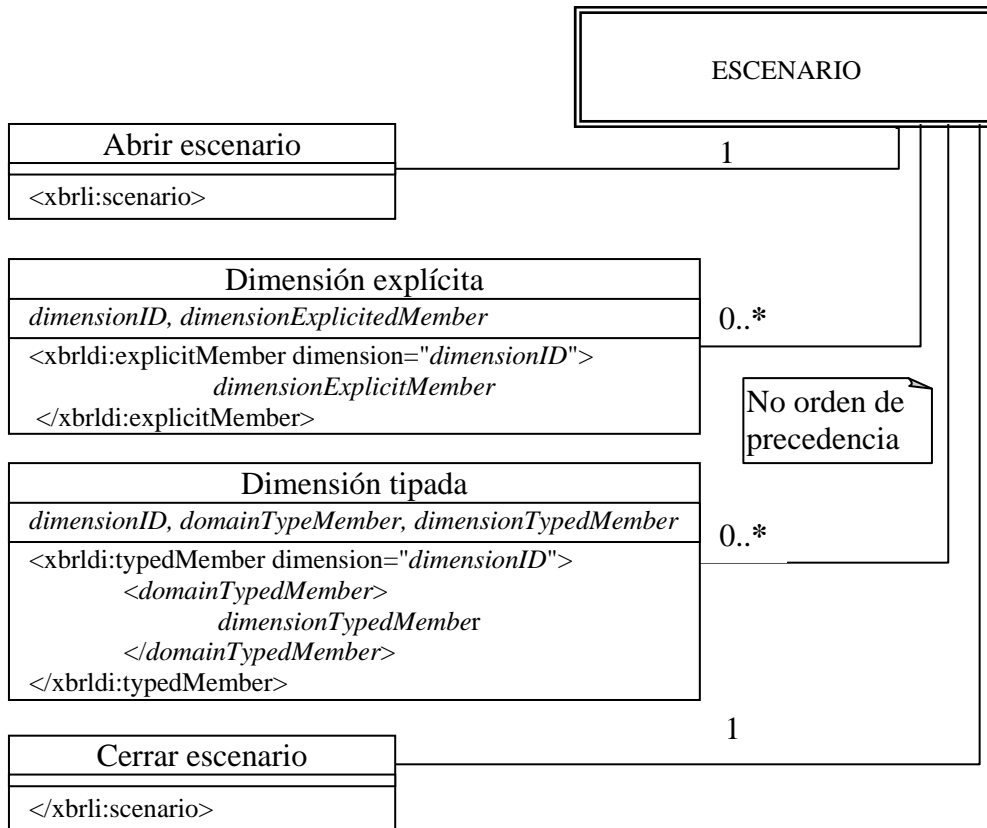 ESCENARIO
Abrir escenario
1
<xbrli:scenario>
Dimensión explícita
dimensionID, dimensionExplicitedMember
0..*
<xbrldi:explicitMember dimension="dimensionID">
dimensionExplicitMember
</xbrldi:explicitMember>
No orden de
precedencia
Dimensión tipada
dimensionID, domainTypeMember, dimensionTypedMember
0..*
<xbrldi:typedMember dimension="dimensionID">
<domainTypedMember>
dimensionTypedMember
</domainTypedMember>
</xbrldi:typedMember>
1
Cerrar escenario
</xbrli:scenario>